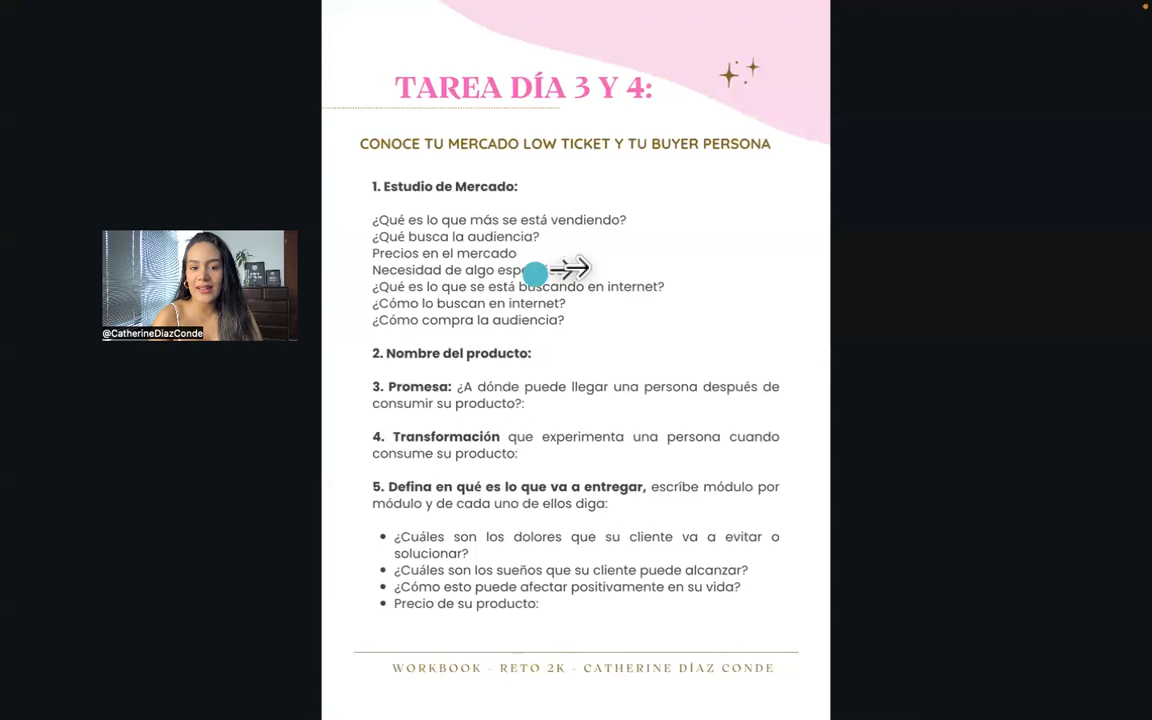 TAREA DÍA 3 Y 4:
CONOCE TU MERCADO LOW TICKET Y TU BUYER PERSONA
1. Estudio de Mercado:
¿Qué es lo que más se está vendiendo?
¿Qué busca la audiencia?
Precios en el mercado
Necesidad de algo
¿Qué es lo que se está buscando en internet?
¿Cómo lo buscan en internet?
¿Cómo compra la audiencia?
@CatherineDiazConde
2. Nombre del producto:
3. Promesa: ¿A dónde puede llegar una persona después de
consumir su producto?:
4. Transformación que experimenta una persona cuando
consume su producto:
5. Defina en qué es lo que va a entregar, escríbe módulo por
módulo y de cada uno de ellos diga:
• ¿Cuáles son los dolores que su cliente va a evitar o
solucionar?
• ¿Cuáles son los sueños que su cliente puede alcanzar?
• ¿Cómo esto puede afectar positivamente en su vida?
• Precio de su producto:
WORKBOOK - RETO 2K - CATHERINE DÍAZ CONDE